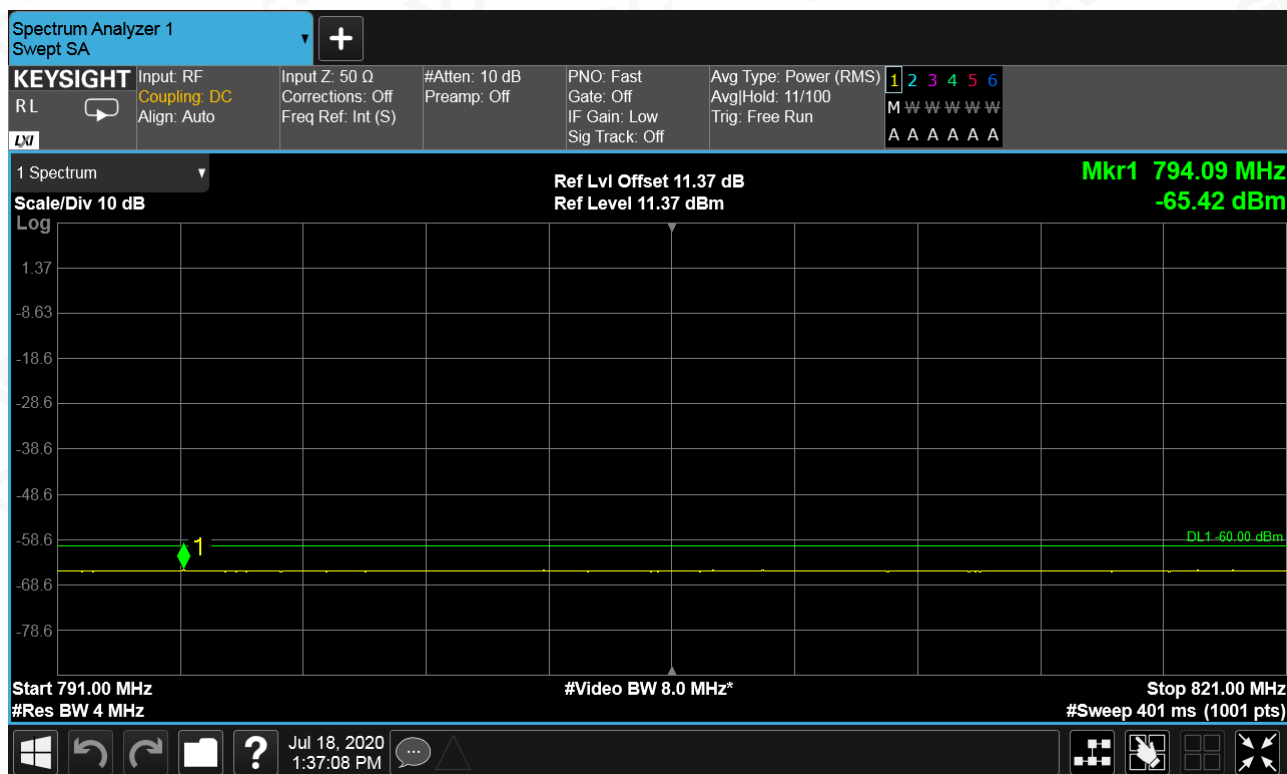 Spectrum Analyzer 1
Swept SA
+
KEYSIGHT
R L
LXI
Input: RF
Coupling: DC
Align: Auto
Input Z: 50 Ω
Corrections: Off
Freq Ref: Int (S)
#Atten: 10 dB
Preamp: Off
PNO: Fast
Gate: Off
IF Gain: Low
Sig Track: Off
Avg Type: Power (RMS)
Avg|Hold: 11/100
Trig: Free Run
1 2 3 4 5 6
M W W W W W
A A A A A A
1 Spectrum
Scale/Div 10 dB
Log
Ref Lvl Offset 11.37 dB
Ref Level 11.37 dBm
Mkr1 794.09 MHz
-65.42 dBm
1.37
-8.63
-18.6
-28.6
-38.6
-48.6
-58.6
-68.6
-78.6
1
DL1 -60.00 dBm
Start 791.00 MHz
#Res BW 4 MHz
#Video BW 8.0 MHz*
Stop 821.00 MHz
#Sweep 401 ms (1001 pts)
?
Jul 18, 2020
1:37:08 PM